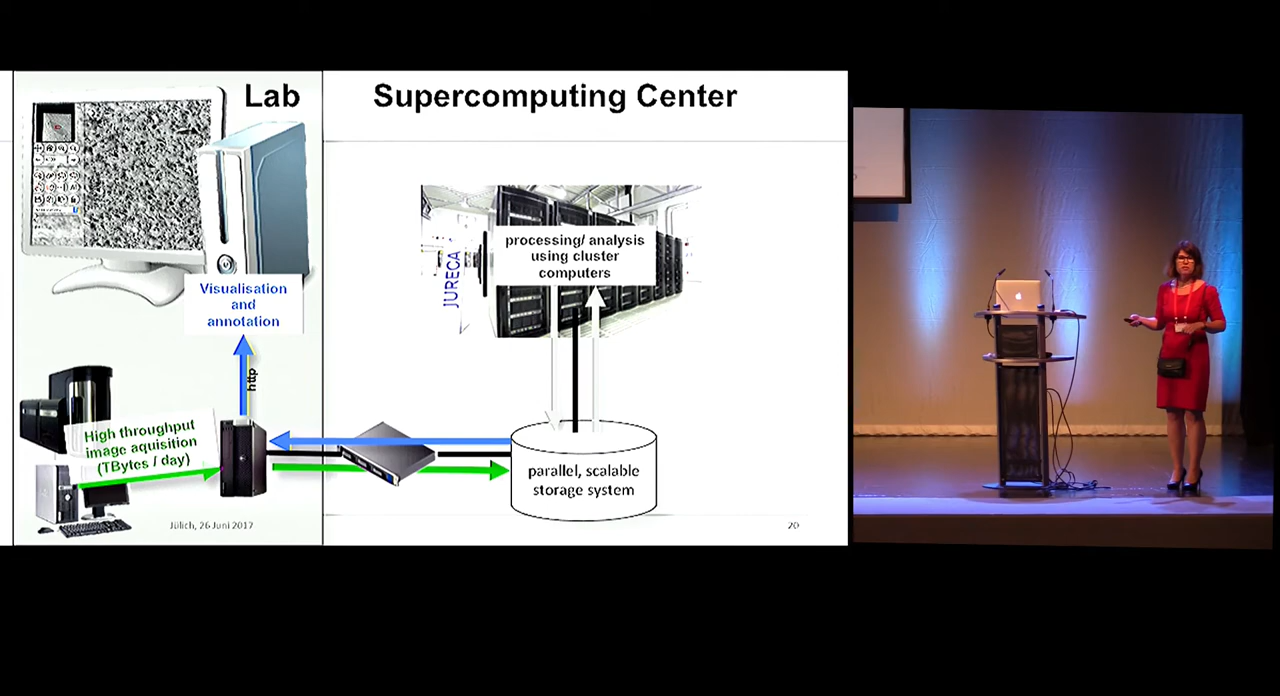 Lab
Supercomputing Center
processing/ analysis
using cluster
computers
JURECA
Visualisation
and
annotation
http
High throughput
image aquisition
(TBytes / day)
parallel, scalable
storage system
Jülich, 26 Juni 2017
20